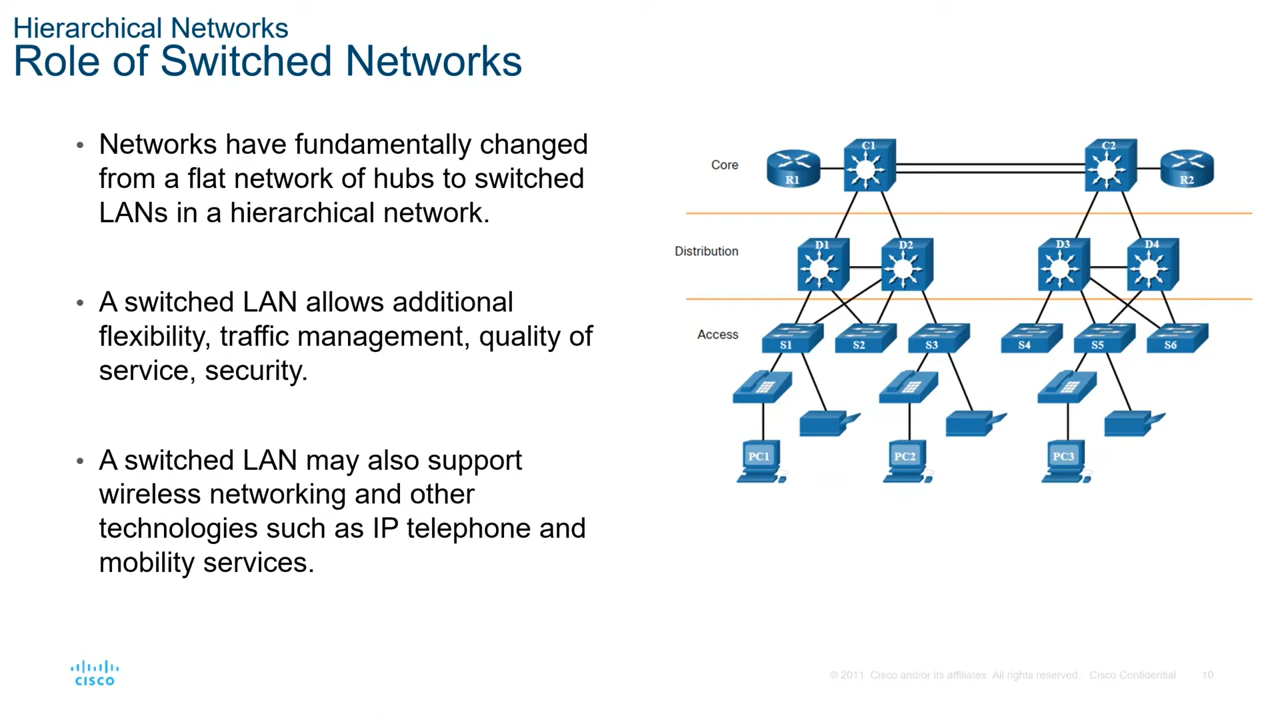 Hierarchical Networks
Role of Switched Networks
• Networks have fundamentally changed
from a flat network of hubs to switched
LANs in a hierarchical network.
• A switched LAN allows additional
flexibility, traffic management, quality of
service, security.
• A switched LAN may also support
wireless networking and other
technologies such as IP telephone and
mobility services.
Core
R1
C1
C2
R2
Distribution
D1
D2
D3
D4
Access
S1
S2
S3
S4
S5
S6
PC1
PC2
PC3
CISCO
© 2011 Cisco and/or its affiliates. All rights reserved. Cisco Confidential 10